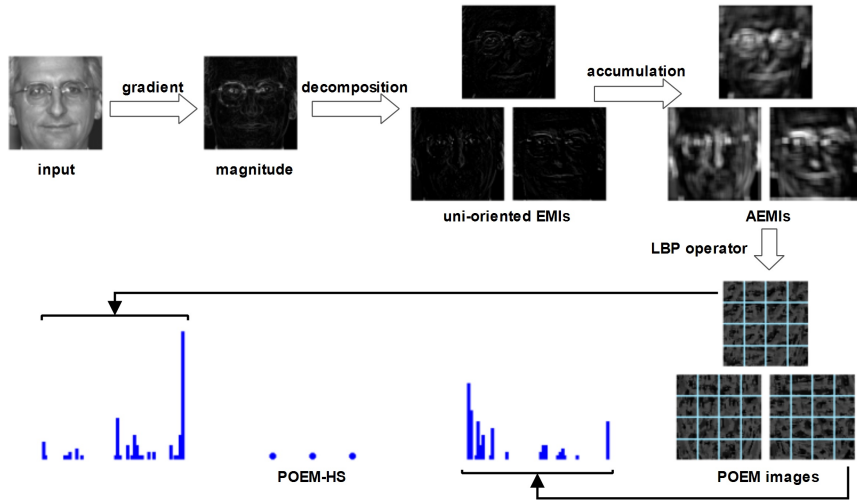 gradient
decomposition
accumulation
input
magnitude
uni-oriented EMIs
AEMIs
LBP operator
POEM-HS
POEM images